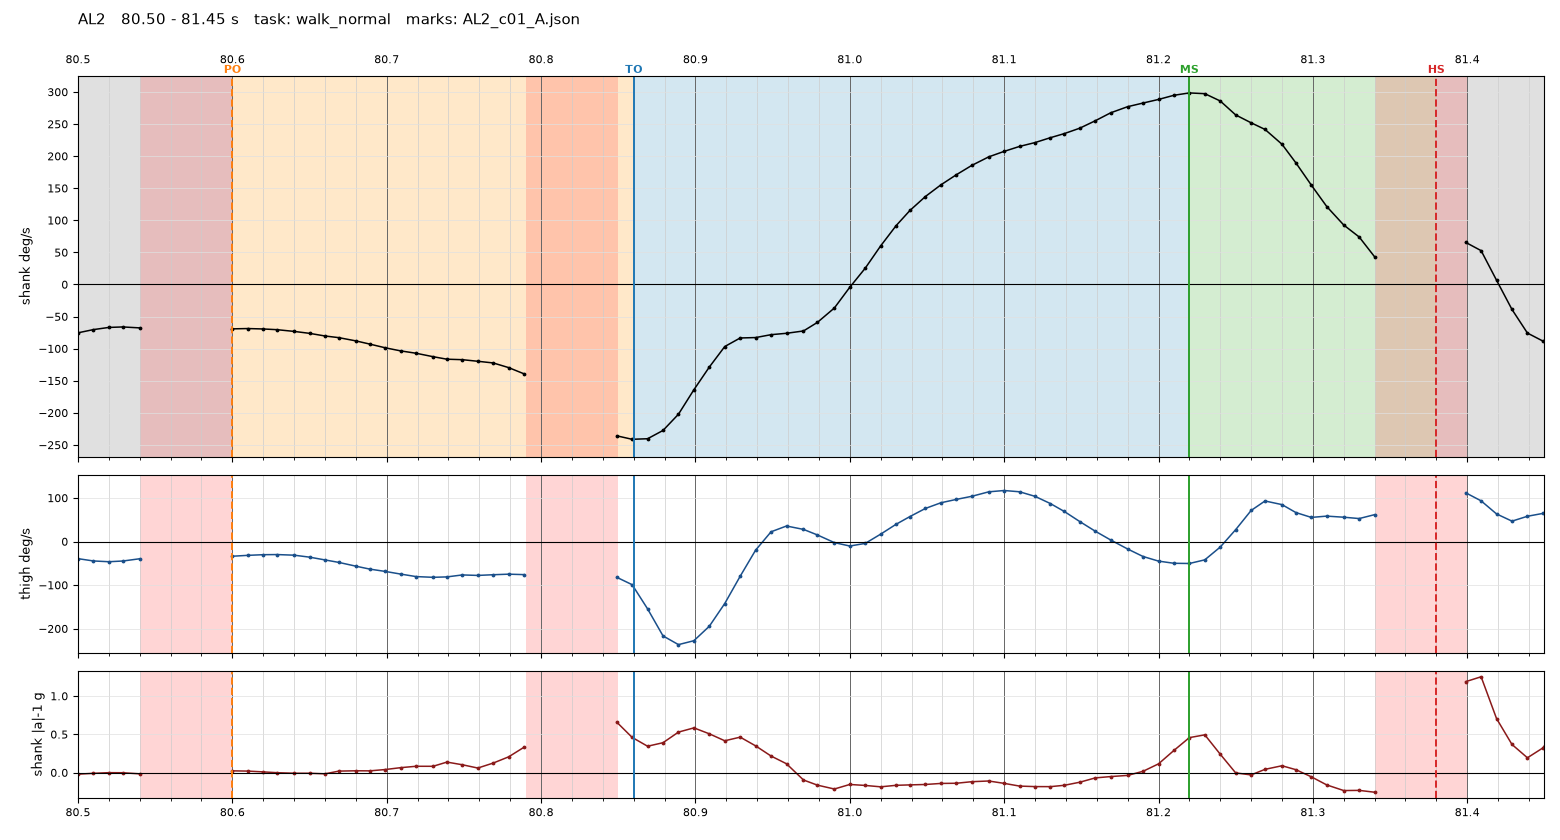 AL2   80.50 - 81.45 s   task: walk_normal   marks: AL2_c01_A.json
80.5 80.6 80.7 80.8 80.9 81.0 81.1 81.2 81.3 81.4
PO TO MS HS
300
250
200
150
100
50
0
−50
−100
−150
−200
−250
shank deg/s
100
0
−100
−200
thigh deg/s
1.0
0.5
0.0
shank |a|-1 g
80.5 80.6 80.7 80.8 80.9 81.0 81.1 81.2 81.3 81.4